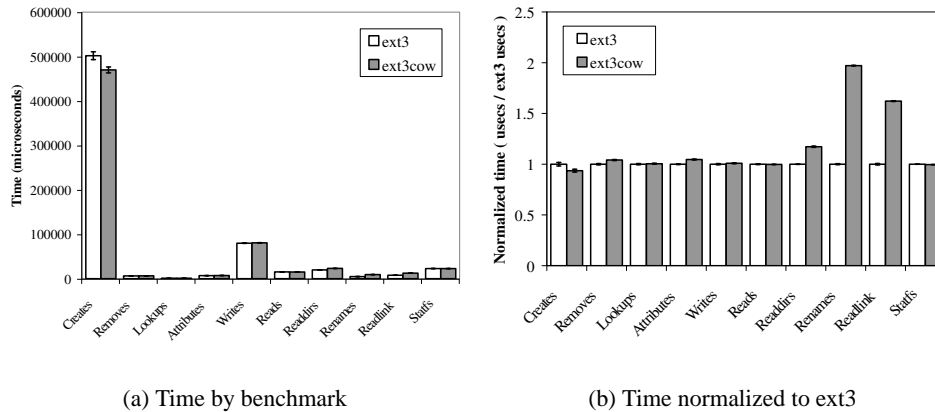 600000
500000
400000
300000
200000
100000
0
Time (microseconds)
ext3
ext3cow
Creates
Removes
Lookups
Attributes
Writes
Reads
Readdirs
Renames
Readlink
Statfs
(a) Time by benchmark
2.5
2
1.5
1
0.5
0
Normalized time ( usecs / ext3 usecs)
ext3
ext3cow
Creates
Removes
Lookups
Attributes
Writes
Reads
Readdirs
Renames
Readlink
Statfs
(b) Time normalized to ext3